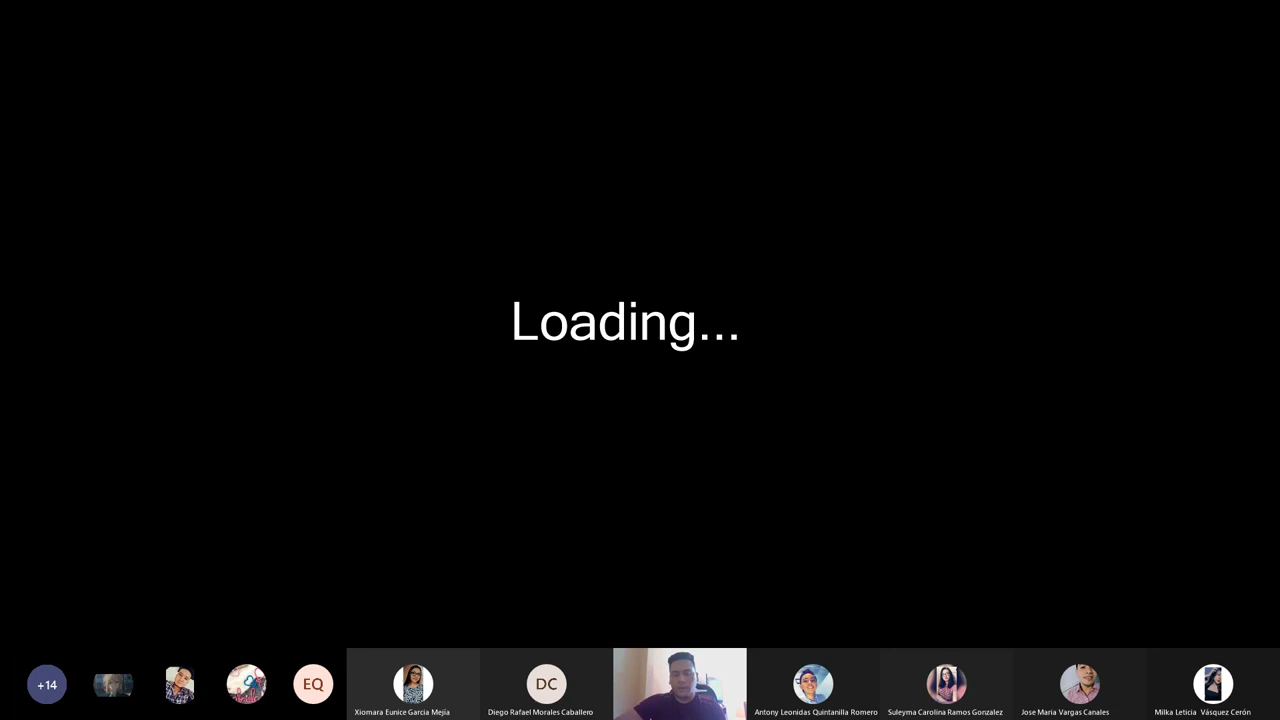 Loading...
+14
EQ
DC
Xiomara Eunice Garcia Mejia
Diego Rafael Morales Caballero
Antony Leonidas Quintanilla Romero
Suleyma Carolina Ramos Gonzalez
Jose Maria Vargas Canales
Milka Leticia Vásquez Cerón